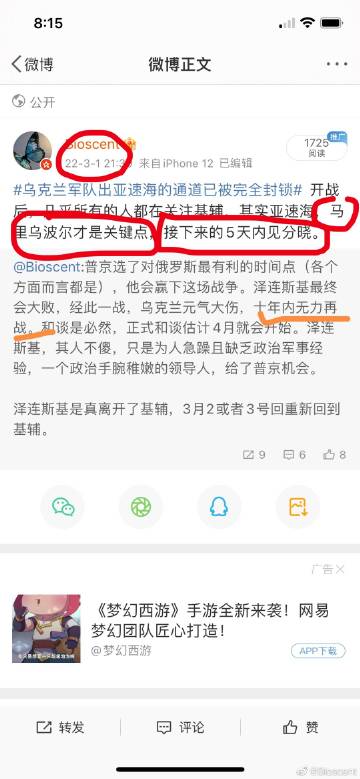 8:15
微博
微博正文
公开
Bioscent
推广
1725
阅读
22-3-1 21:3 来自iPhone 12 已编辑
#乌克兰军队出亚速海的通道已被完全封锁# 开战
后，几乎所有的人都在关注基辅。其实亚速海，马
里乌波尔才是关键点，接下来的5天内见分晓。
@Bioscent:普京选了对俄罗斯最有利的时间点（各个
方面而言都是），他会赢下这场战争。泽连斯基最终
会大败，经此一战，乌克兰元气大伤，十年内无力再
战。和谈是必然，正式和谈估计4月就会开始。泽连
斯基，其人不傻，只是为人急躁且缺乏政治军事经
验，一个政治手腕稚嫩的领导人，给了普京机会。
泽连斯基是真离开了基辅，3月2或者3号回重新回到
基辅。
9 6 8
广告
《梦幻西游》手游全新来袭！网易
梦幻团队匠心打造！
@梦幻西游
APP下载
转发
评论
赞
@Bioscent